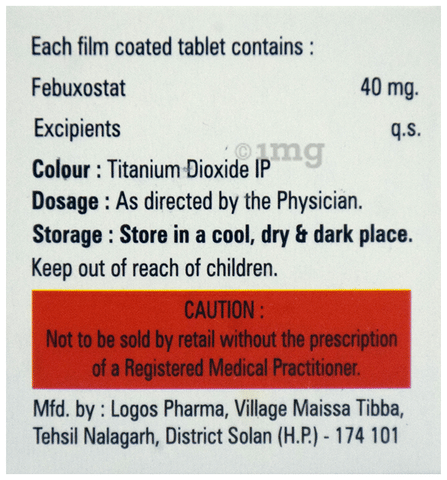 Each film coated tablet contains :
Febuxostat 40 mg.
Excipients q.s.
©1mg
Colour : Titanium Dioxide IP
Dosage : As directed by the Physician.
Storage : Store in a cool, dry & dark place.
Keep out of reach of children.
CAUTION :
Not to be sold by retail without the prescription
of a Registered Medical Practitioner.
Mfd. by : Logos Pharma, Village Maissa Tibba,
Tehsil Nalagarh, District Solan (H.P.) - 174 101